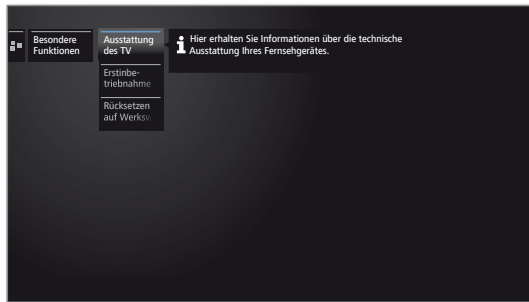 Besondere
Funktionen
Ausstattung
des TV
Hier erhalten Sie Informationen über die technische
Ausstattung Ihres Fernsehgerätes.
Erstinbe-
triebnahme
Rücksetzen
auf Werksw